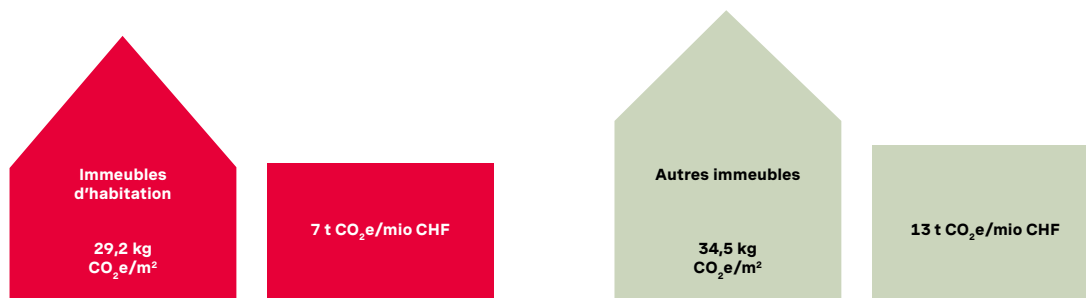 Immeubles
d'habitation
29,2 kg
CO₂e/m²
7 t CO₂e/mio CHF
Autres immeubles
34,5 kg
CO₂e/m²
13 t CO₂e/mio CHF